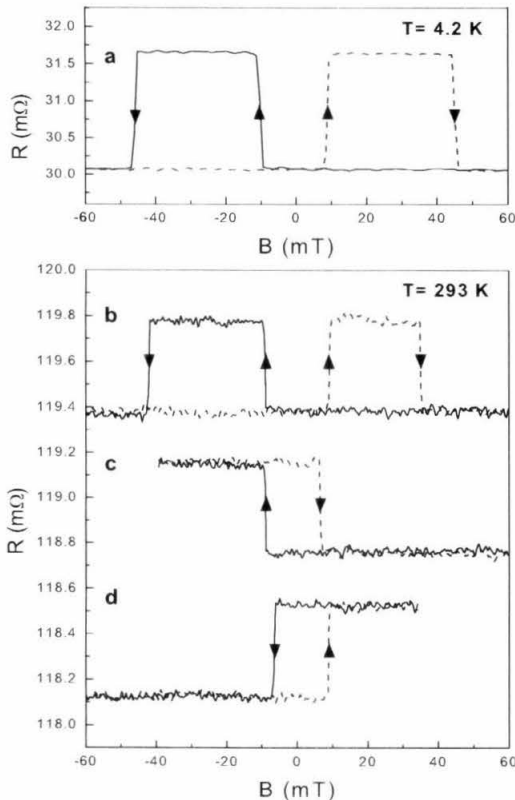 32.0
T= 4.2 K
a
31.5
31.0
30.5
30.0
R (mΩ)
-60 -40 -20 0 20 40 60
B (mT)
120.0
T= 293 K
b
119.8
119.6
119.4
119.2
c
119.0
118.8
118.6
d
118.4
118.2
118.0
R (mΩ)
-60 -40 -20 0 20 40 60
B (mT)